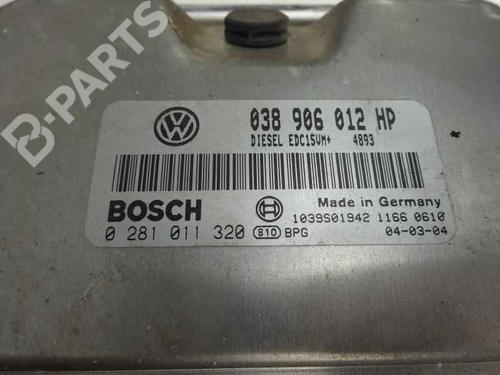 B-PARTS
038 906 012 HP
DIESEL EDC15VM+ 4893
BOSCH
Made in Germany
1039S01942 1166 0610
0 281 011 320 810 BPG 04-03-04